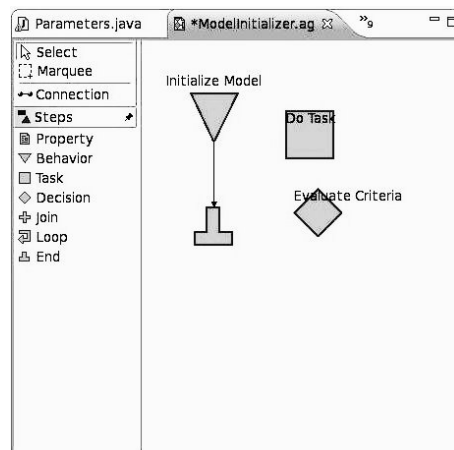 Parameters.java
*ModelInitializer.ag
»9
Select
Marquee
Connection
Steps
Property
Behavior
Task
Decision
Join
Loop
End
Initialize Model
Do Task
Evaluate Criteria